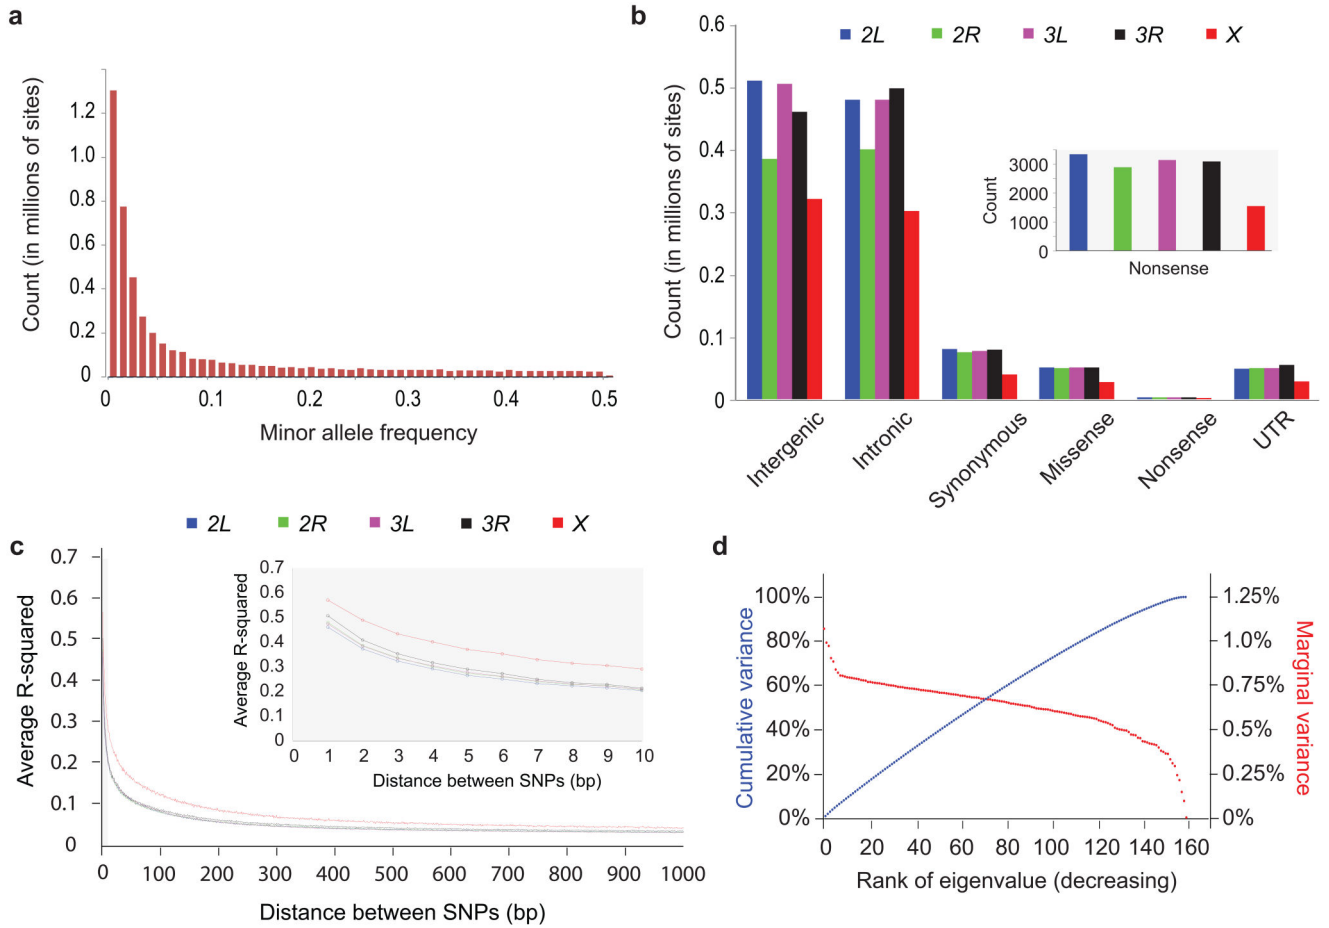 a
Count (in millions of sites)
1.2
1.0
0.8
0.6
0.4
0.2
0
0 0.1 0.2 0.3 0.4 0.5
Minor allele frequency
b
2L 2R 3L 3R X
Count (in millions of sites)
0.6
0.5
0.4
0.3
0.2
0.1
0
Intergenic Intronic Synonymous Missense Nonsense UTR
Count
3000
2000
1000
0
Nonsense
2L 2R 3L 3R X
c
Average R-squared
0.7
0.6
0.5
0.4
0.3
0.2
0.1
0
0 100 200 300 400 500 600 700 800 900 1000
Distance between SNPs (bp)
Average R-squared
0.7
0.6
0.5
0.4
0.3
0.2
0.1
0
0 1 2 3 4 5 6 7 8 9 10
Distance between SNPs (bp)
d
Cumulative variance
100%
80%
60%
40%
20%
0%
1.25%
1.0%
0.75%
0.5%
0.25%
0%
Marginal variance
0 20 40 60 80 100 120 140 160
Rank of eigenvalue (decreasing)